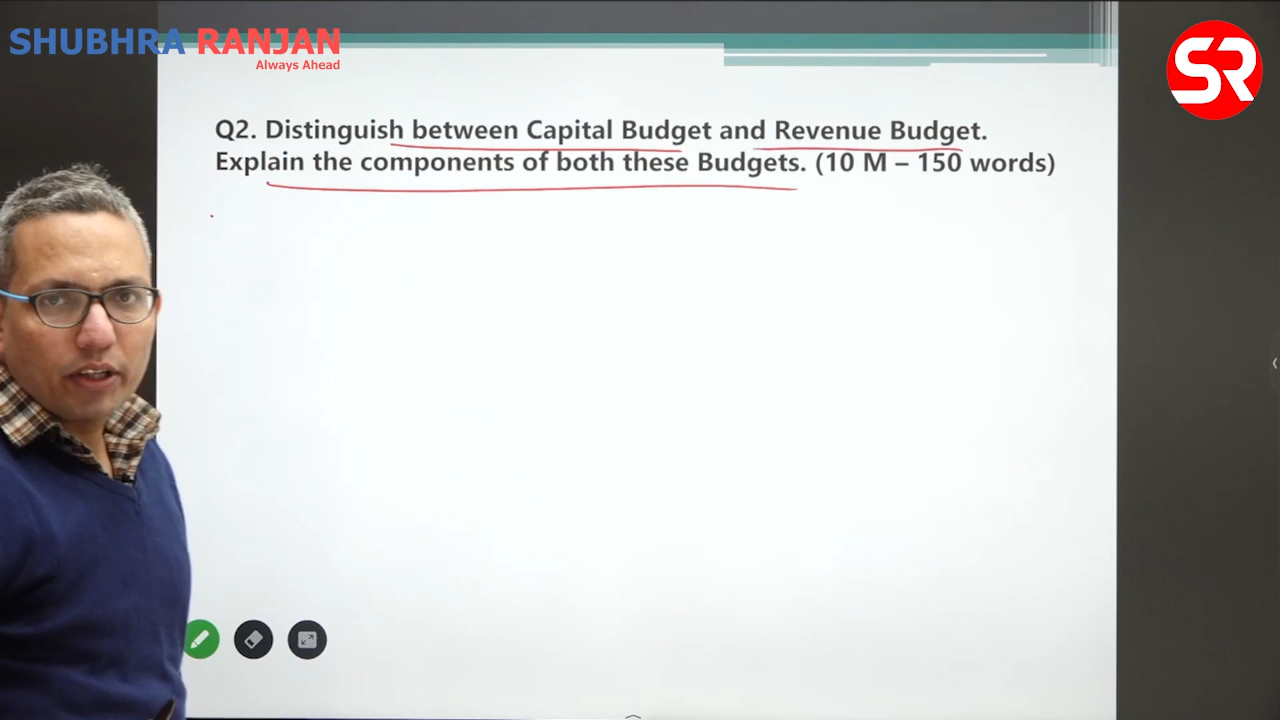 SHUBHRA RANJAN
Always Ahead
SR
Q2. Distinguish between Capital Budget and Revenue Budget.
Explain the components of both these Budgets. (10 M – 150 words)